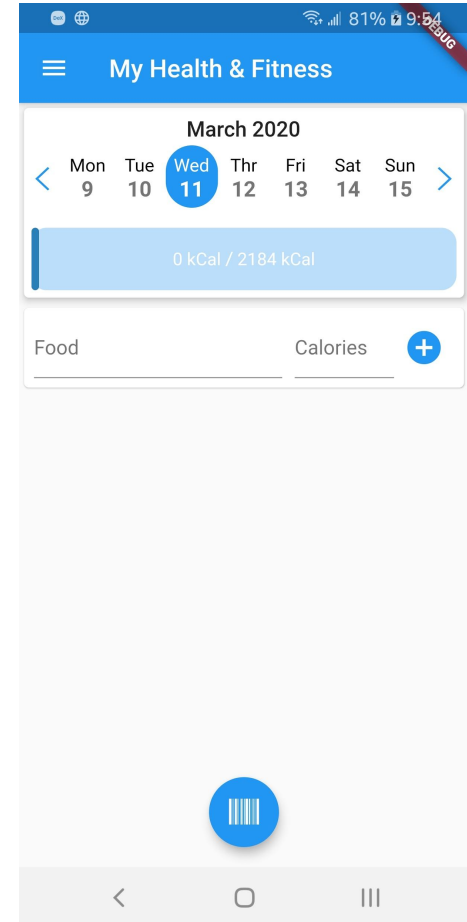 DeX 81% 9:54
DEBUG
My Health & Fitness
March 2020
Mon Tue Wed Thr Fri Sat Sun
9 10 11 12 13 14 15
0 kCal / 2184 kCal
Food Calories